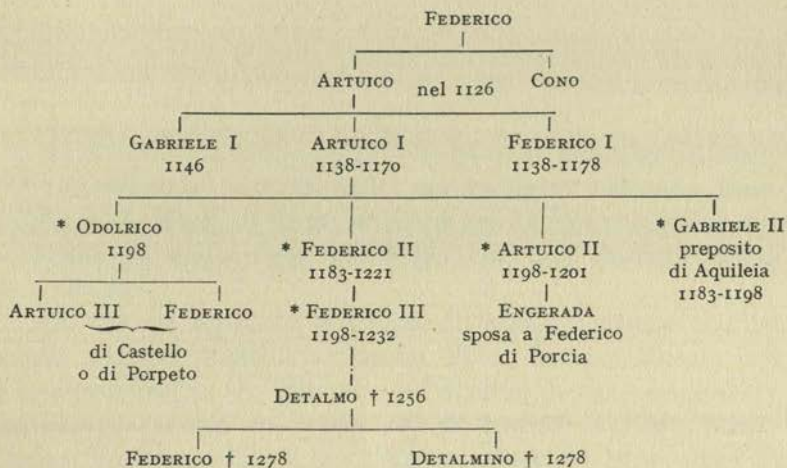 FEDERICO
ARTUICO nel 1126 CONO
GABRIELE I ARTUICO I FEDERICO I
1146 1138-1170 1138-1178
* ODOLRICO * FEDERICO II * ARTUICO II * GABRIELE II
1198 1183-1221 1198-1201 preposito
di Aquileia
1183-1198
ARTUICO III FEDERICO * FEDERICO III ENGERADA
di Castello 1198-1232 sposa a Federico
o di Porpeto di Porcia
DETALMO † 1256
FEDERICO † 1278 DETALMINO † 1278